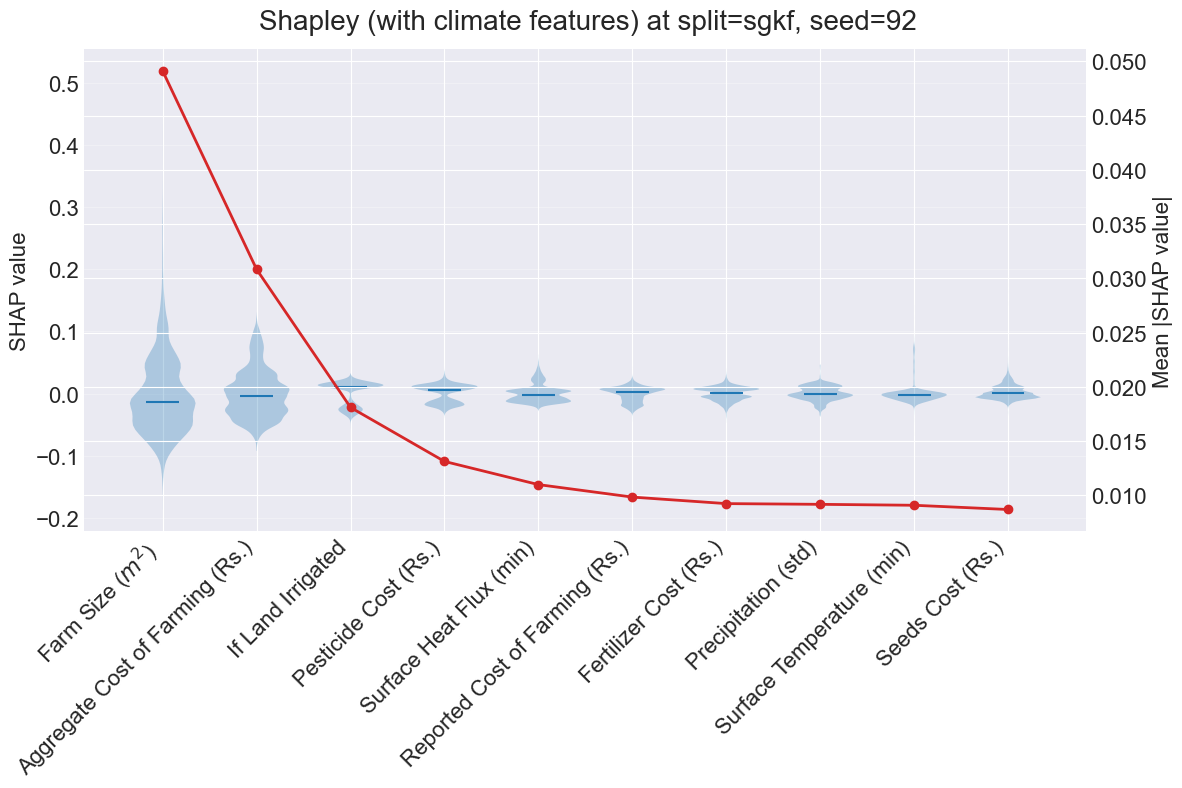 Shapley (with climate features) at split=sgkf, seed=92
SHAP value
0.5
0.4
0.3
0.2
0.1
0.0
−0.1
−0.2
0.050
0.045
0.040
0.035
0.030
0.025
0.020
0.015
0.010
Mean |SHAP value|
Farm Size (m²)
Aggregate Cost of Farming (Rs.)
If Land Irrigated
Pesticide Cost (Rs.)
Surface Heat Flux (min)
Reported Cost of Farming (Rs.)
Fertilizer Cost (Rs.)
Precipitation (std)
Surface Temperature (min)
Seeds Cost (Rs.)